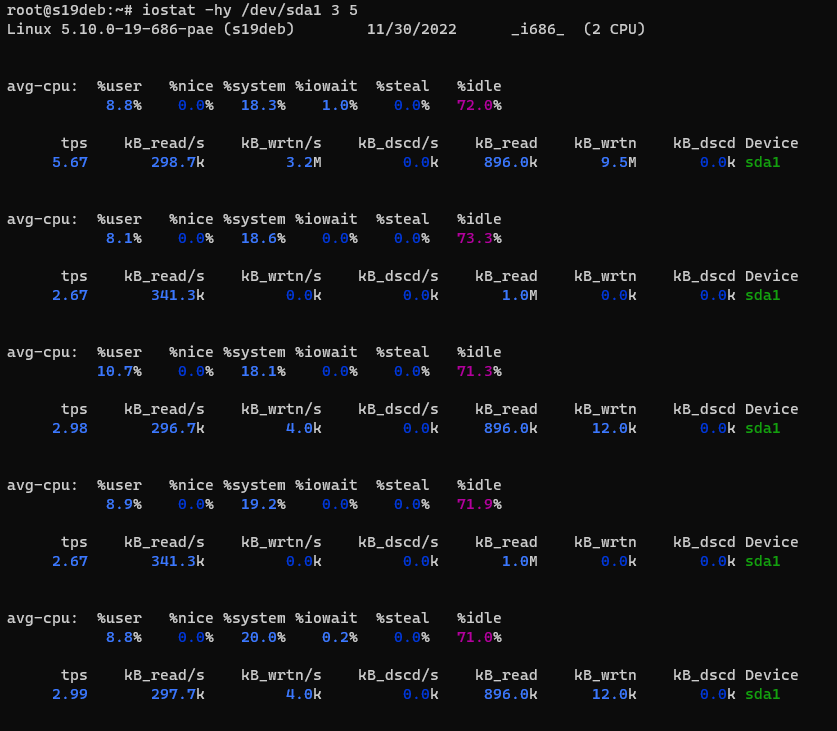 root@s19deb:~# iostat -hy /dev/sda1 3 5
Linux 5.10.0-19-686-pae (s19deb)        11/30/2022      _i686_  (2 CPU)
avg-cpu:  %user   %nice %system %iowait  %steal   %idle
           8.8%    0.0%   18.3%    1.0%    0.0%   72.0%
      tps    kB_read/s    kB_wrtn/s    kB_dscd/s    kB_read    kB_wrtn    kB_dscd Device
     5.67       298.7k         3.2M         0.0k     896.0k       9.5M       0.0k sda1
avg-cpu:  %user   %nice %system %iowait  %steal   %idle
           8.1%    0.0%   18.6%    0.0%    0.0%   73.3%
      tps    kB_read/s    kB_wrtn/s    kB_dscd/s    kB_read    kB_wrtn    kB_dscd Device
     2.67       341.3k         0.0k         0.0k       1.0M       0.0k       0.0k sda1
avg-cpu:  %user   %nice %system %iowait  %steal   %idle
          10.7%    0.0%   18.1%    0.0%    0.0%   71.3%
      tps    kB_read/s    kB_wrtn/s    kB_dscd/s    kB_read    kB_wrtn    kB_dscd Device
     2.98       296.7k         4.0k         0.0k     896.0k      12.0k       0.0k sda1
avg-cpu:  %user   %nice %system %iowait  %steal   %idle
           8.9%    0.0%   19.2%    0.0%    0.0%   71.9%
      tps    kB_read/s    kB_wrtn/s    kB_dscd/s    kB_read    kB_wrtn    kB_dscd Device
     2.67       341.3k         0.0k         0.0k       1.0M       0.0k       0.0k sda1
avg-cpu:  %user   %nice %system %iowait  %steal   %idle
           8.8%    0.0%   20.0%    0.2%    0.0%   71.0%
      tps    kB_read/s    kB_wrtn/s    kB_dscd/s    kB_read    kB_wrtn    kB_dscd Device
     2.99       297.7k         4.0k         0.0k     896.0k      12.0k       0.0k sda1